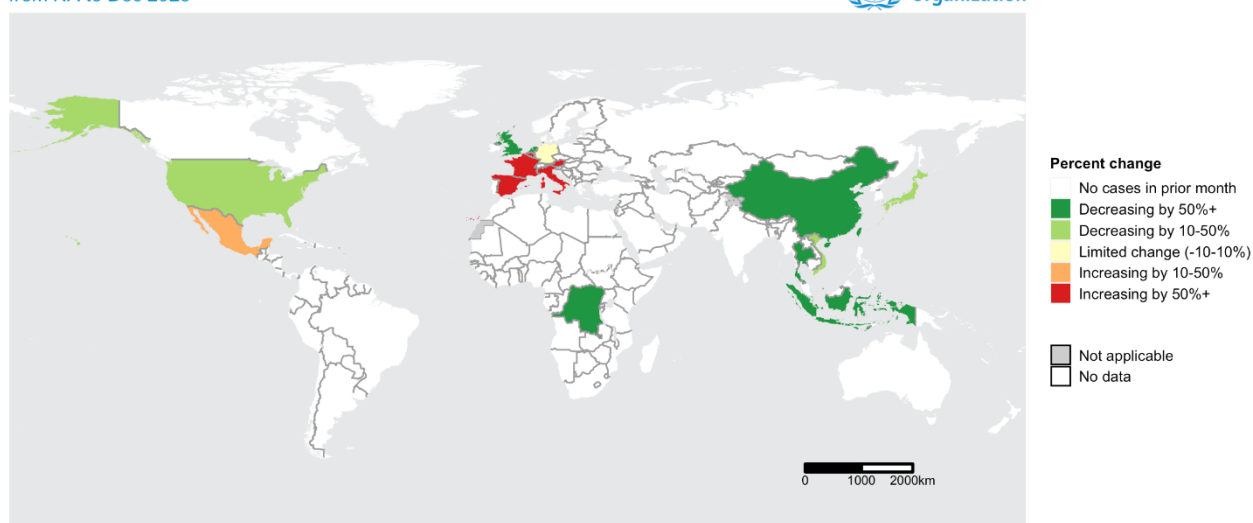 Organization
Percent change
No cases in prior month
Decreasing by 50%+
Decreasing by 10-50%
Limited change (-10-10%)
Increasing by 10-50%
Increasing by 50%+
Not applicable
No data
0 1000 2000km